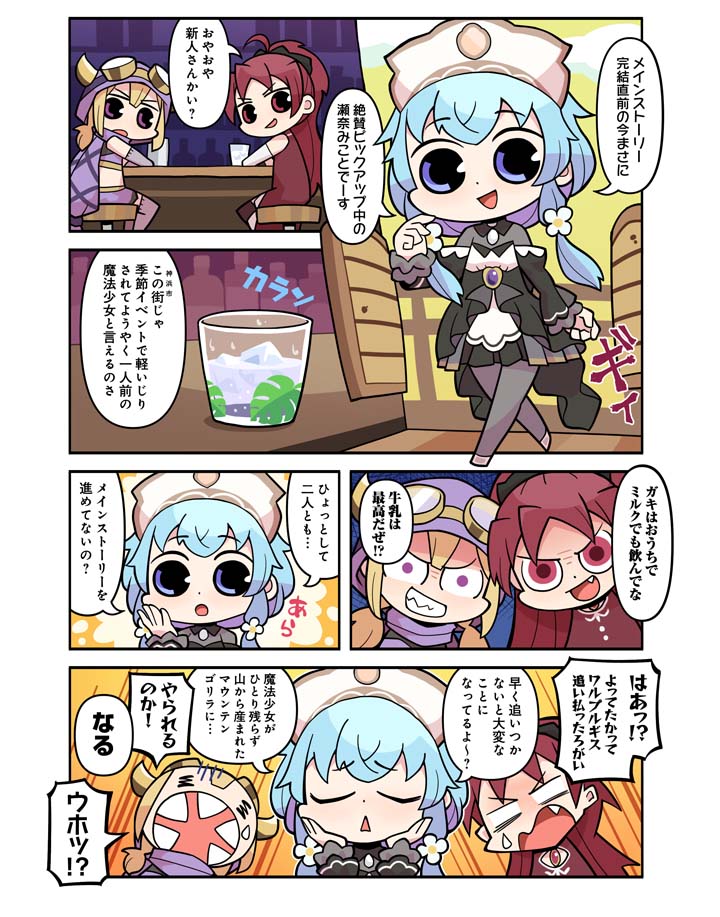 メインストーリー
完結直前の今まさに
絶賛ピックアップ中の
瀬奈みことでーす
ギギィ
おやおや
新人さんかい？
カラン
神浜市
この街じゃ
季節イベントで軽いじり
されてようやく一人前の
魔法少女と言えるのさ
ガキはおうちで
ミルクでも飲んでな
牛乳は
最高だぜ!?
ひょっとして
二人とも…
メインストーリーを
進めてないの？
あら
はあっ!?
よってたかって
ワルプルギス
追い払ったろがい
早く追いつか
ないと大変な
ことに
なってるよ～？
魔法少女が
ひとり残らず
山から産まれた
マウンテン
ゴリラに…
やられる
のか！
なる
ウホッ!?